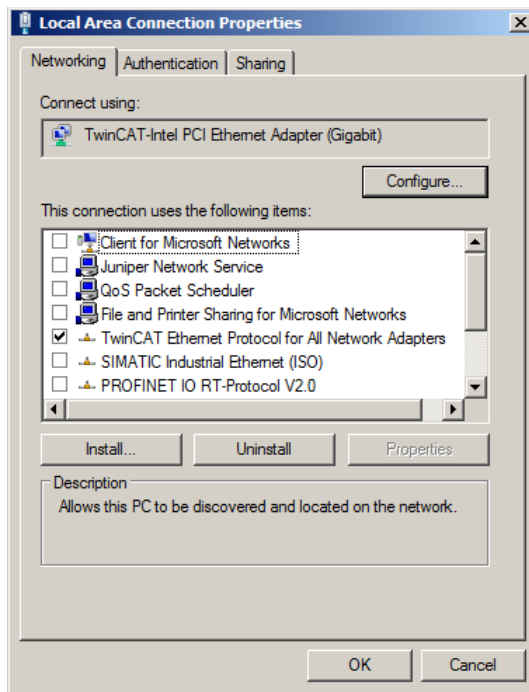 Local Area Connection Properties
Networking Authentication Sharing
Connect using:
TwinCAT-Intel PCI Ethernet Adapter (Gigabit)
Configure...
This connection uses the following items:
Client for Microsoft Networks
Juniper Network Service
QoS Packet Scheduler
File and Printer Sharing for Microsoft Networks
TwinCAT Ethernet Protocol for All Network Adapters
SIMATIC Industrial Ethernet (ISO)
PROFINET IO RT-Protocol V2.0
Install... Uninstall Properties
Description
Allows this PC to be discovered and located on the network.
OK Cancel